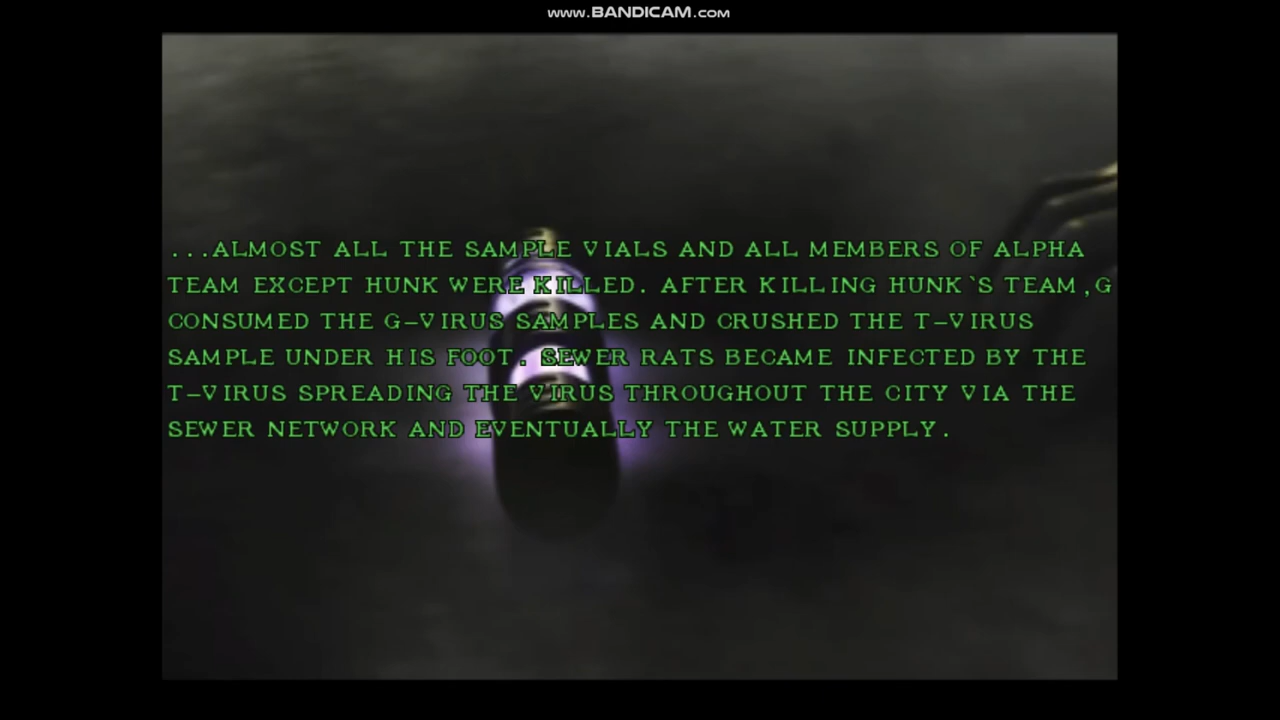 www.BANDICAM.com
...ALMOST ALL THE SAMPLE VIALS AND ALL MEMBERS OF ALPHA
TEAM EXCEPT HUNK WERE KILLED. AFTER KILLING HUNK`S TEAM,G
CONSUMED THE G-VIRUS SAMPLES AND CRUSHED THE T-VIRUS
SAMPLE UNDER HIS FOOT. SEWER RATS BECAME INFECTED BY THE
T-VIRUS SPREADING THE VIRUS THROUGHOUT THE CITY VIA THE
SEWER NETWORK AND EVENTUALLY THE WATER SUPPLY.